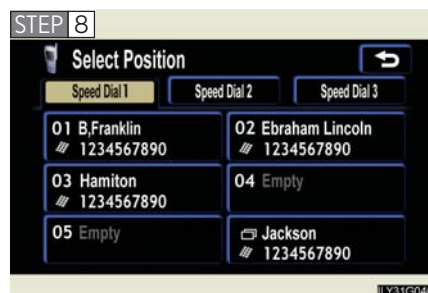 STEP 8
Select Position
Speed Dial 1 Speed Dial 2 Speed Dial 3
01 B,Franklin
1234567890
02 Ebraham Lincoln
1234567890
03 Hamiton
1234567890
04 Empty
05 Empty
Jackson
1234567890